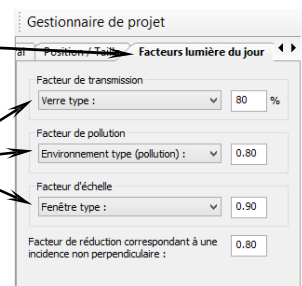 Gestionnaire de projet
al Position / Taille Facteurs lumière du jour
Facteur de transmission
Verre type : 80 %
Facteur de pollution
Environnement type (pollution) : 0.80
Facteur d'échelle
Fenêtre type : 0.90
Facteur de réduction correspondant à une 0.80
incidence non perpendiculaire :